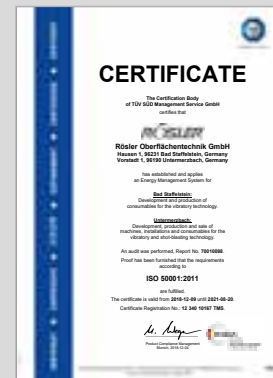 CERTIFICATE
The Certification Body
of TÜV SÜD Management Service GmbH
certifies that
RÖSLER
Rösler Oberflächentechnik GmbH
Hausen 1, 96231 Bad Staffelstein, Germany
Vorstadt 1, 96190 Untermerzbach, Germany
has established and applies
an Energy Management System for
Bad Staffelstein:
Development and production of
consumables for the vibratory technology.
Untermerzbach:
Development, production and sale of
machines, installations and consumables for the
vibratory and shot-blasting technology.
An audit was performed, Report No. 70010898.
Proof has been furnished that the requirements
according to
ISO 50001:2011
are fulfilled.
The certificate is valid from 2018-12-09 until 2021-08-20.
Certificate Registration No.: 12 340 10167 TMS.
Product Compliance Management
Munich, 2018-12-04